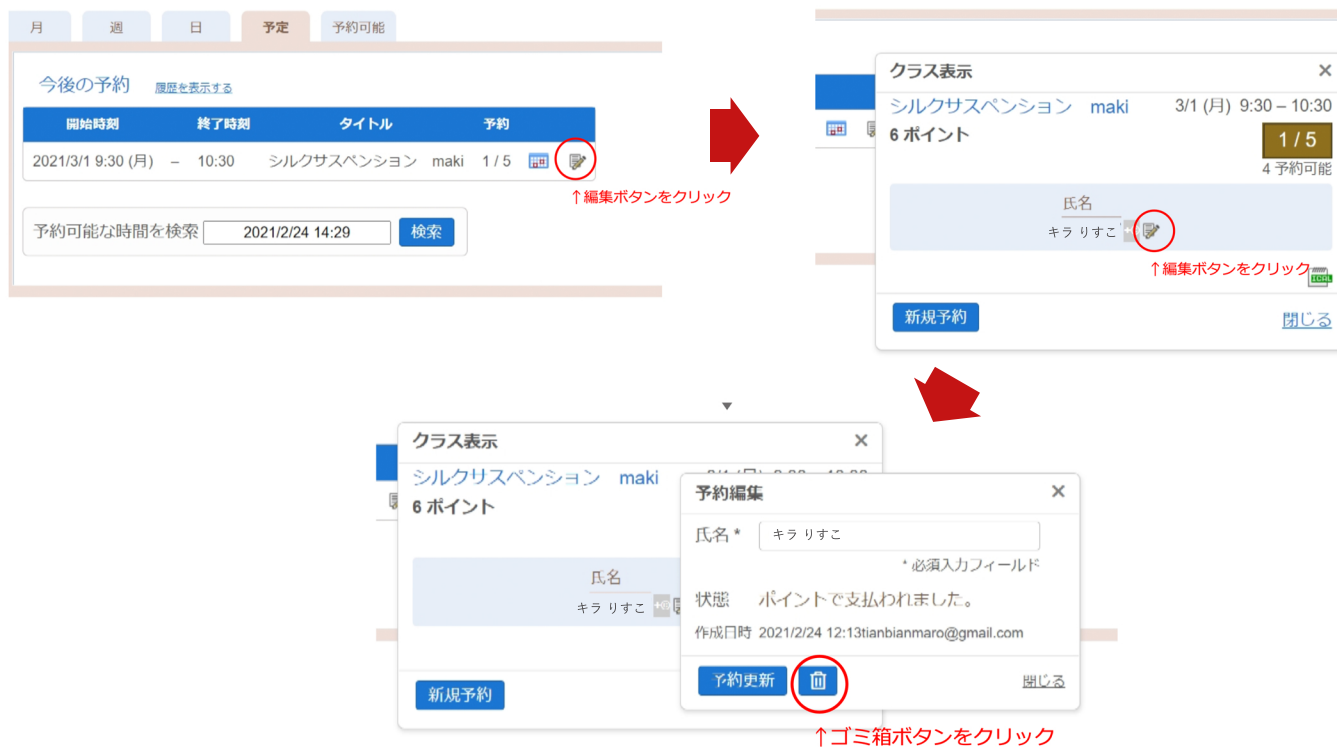 月 週 日 予定 予約可能
今後の予約 履歴を表示する
開始時刻 終了時刻 タイトル 予約
2021/3/1 9:30 (月) – 10:30 シルクサスペンション maki 1 / 5
↑編集ボタンをクリック
予約可能な時間を検索 2021/2/24 14:29 検索
クラス表示 ×
シルクサスペンション maki 3/1 (月) 9:30 – 10:30
6 ポイント
1 / 5
4 予約可能
氏名
キラ りすこ
↑編集ボタンをクリック
ICAL
新規予約 閉じる
クラス表示 ×
シルクサスペンション maki
6 ポイント
氏名
キラ りすこ
新規予約
予約編集 ×
氏名 * キラ りすこ
* 必須入力フィールド
状態 ポイントで支払われました。
作成日時 2021/2/24 12:13tianbianmaro@gmail.com
予約更新 閉じる
↑ゴミ箱ボタンをクリック